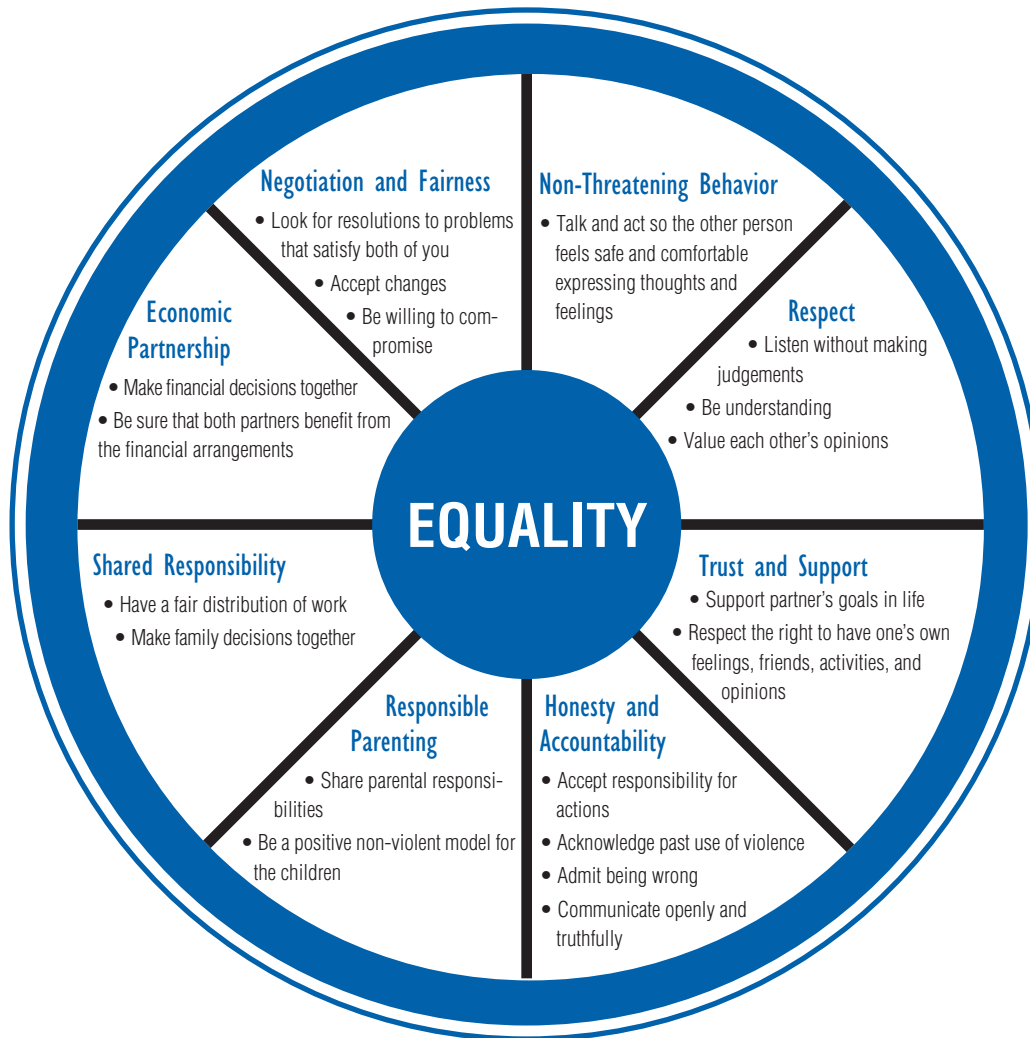 Negotiation and Fairness
• Look for resolutions to problems
that satisfy both of you
• Accept changes
• Be willing to com-
promise
Non-Threatening Behavior
• Talk and act so the other person
feels safe and comfortable
expressing thoughts and
feelings
Respect
• Listen without making
judgements
• Be understanding
• Value each other’s opinions
Trust and Support
• Support partner’s goals in life
• Respect the right to have one’s own
feelings, friends, activities, and
opinions
Honesty and
Accountability
• Accept responsibility for
actions
• Acknowledge past use of violence
• Admit being wrong
• Communicate openly and
truthfully
Responsible
Parenting
• Share parental responsi-
bilities
• Be a positive non-violent model for
the children
Shared Responsibility
• Have a fair distribution of work
• Make family decisions together
Economic
Partnership
• Make financial decisions together
• Be sure that both partners benefit from
the financial arrangements
EQUALITY